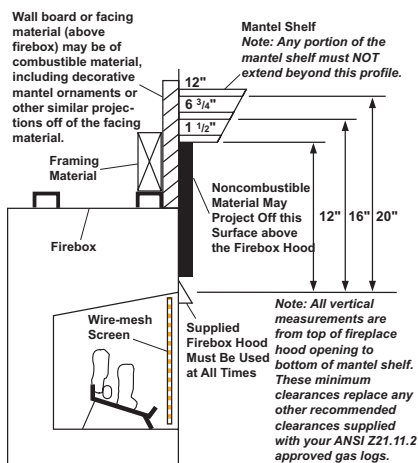 Wall board or facing
material (above
firebox) may be of
combustible material,
including decorative
mantel ornaments or
other similar projec-
tions off of the facing
material.
Mantel Shelf
Note: Any portion of the
mantel shelf must NOT
extend beyond this profile.
12"
6 3/4"
1 1/2"
Framing
Material
Noncombustible
Material May
Project Off this
Surface above
the Firebox Hood
12" 16" 20"
Firebox
Wire-mesh
Screen
Supplied
Firebox Hood
Must Be Used
at All Times
Note: All vertical
measurements are
from top of fireplace
hood opening to
bottom of mantel shelf.
These minimum
clearances replace any
other recommended
clearances supplied
with your ANSI Z21.11.2
approved gas logs.